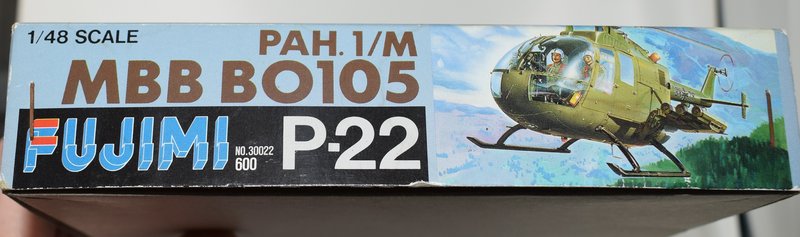 1/48 SCALE
PAH. 1/M
MBB BO105
FUJIMI
NO. 30022
600
P-22